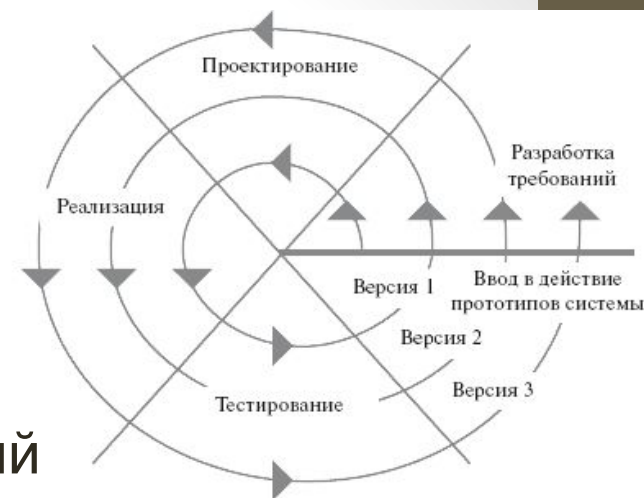 Проектирование
Разработка
требований
Реализация
Версия 1
Ввод в действие
прототипов системы
Версия 2
Версия 3
Тестирование
ий